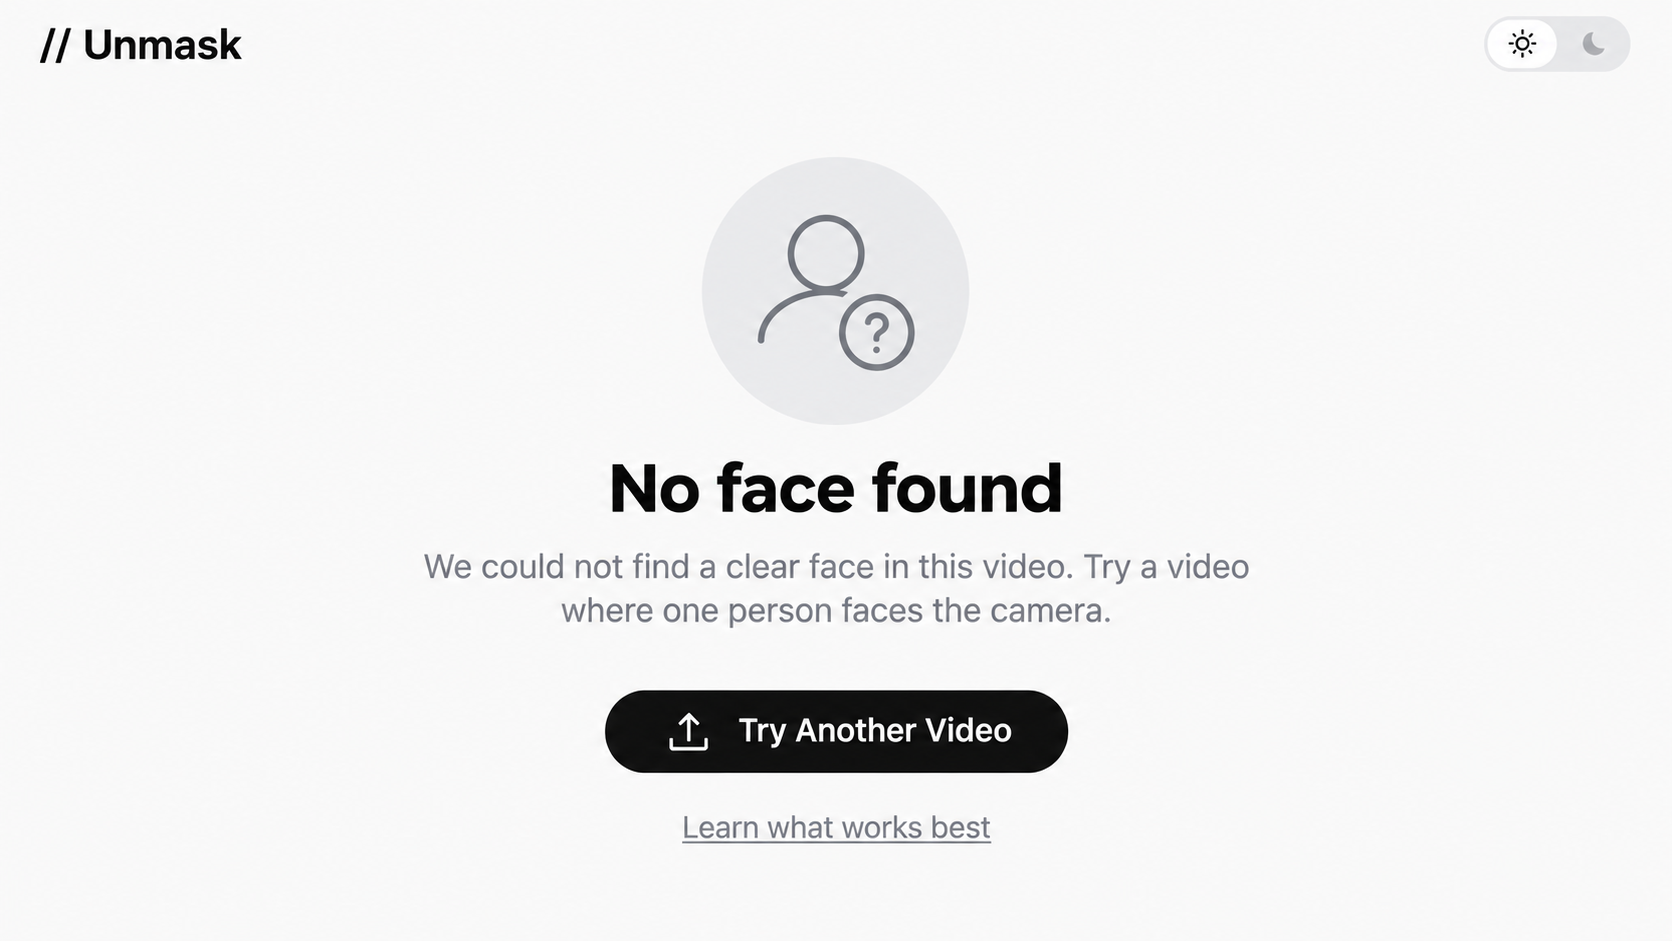 // Unmask
?
No face found
We could not find a clear face in this video. Try a video
where one person faces the camera.
Try Another Video
Learn what works best